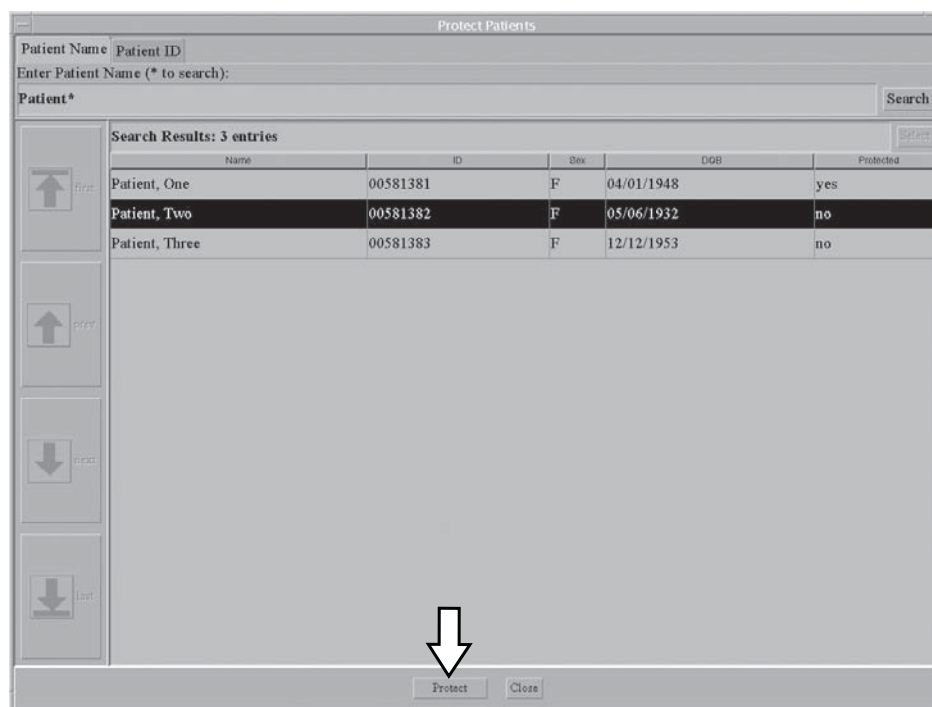 Protect Patients
Patient Name Patient ID
Enter Patient Name (* to search):
Patient* Search
Search Results: 3 entries Select
Name ID Sex DOB Protected
first
Patient, One 00581381 F 04/01/1948 yes
Patient, Two 00581382 F 05/06/1932 no
Patient, Three 00581383 F 12/12/1953 no
prev
next
last
Protect Close